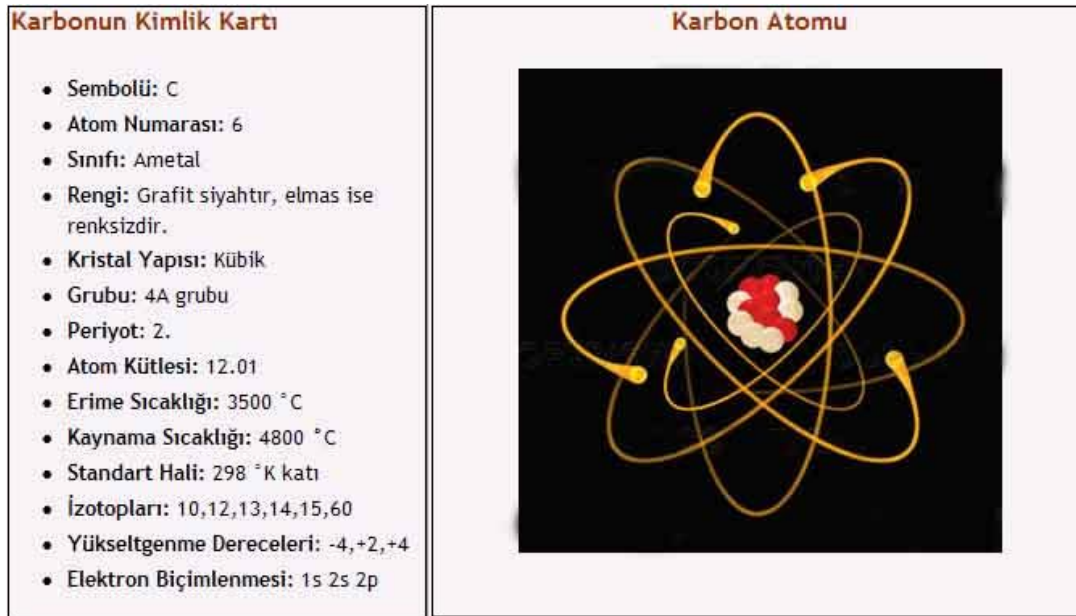 Karbonun Kimlik Kartı
• Sembolü: C
• Atom Numarası: 6
• Sınıfı: Ametal
• Rengi: Grafit siyahtır, elmas ise
renksizdir.
• Kristal Yapısı: Kübik
• Grubu: 4A grubu
• Periyot: 2.
• Atom Kütlesi: 12.01
• Erime Sıcaklığı: 3500 °C
• Kaynama Sıcaklığı: 4800 °C
• Standart Hali: 298 °K katı
• İzotopları: 10,12,13,14,15,60
• Yükseltgenme Dereceleri: -4,+2,+4
• Elektron Biçimlenmesi: 1s 2s 2p
Karbon Atomu